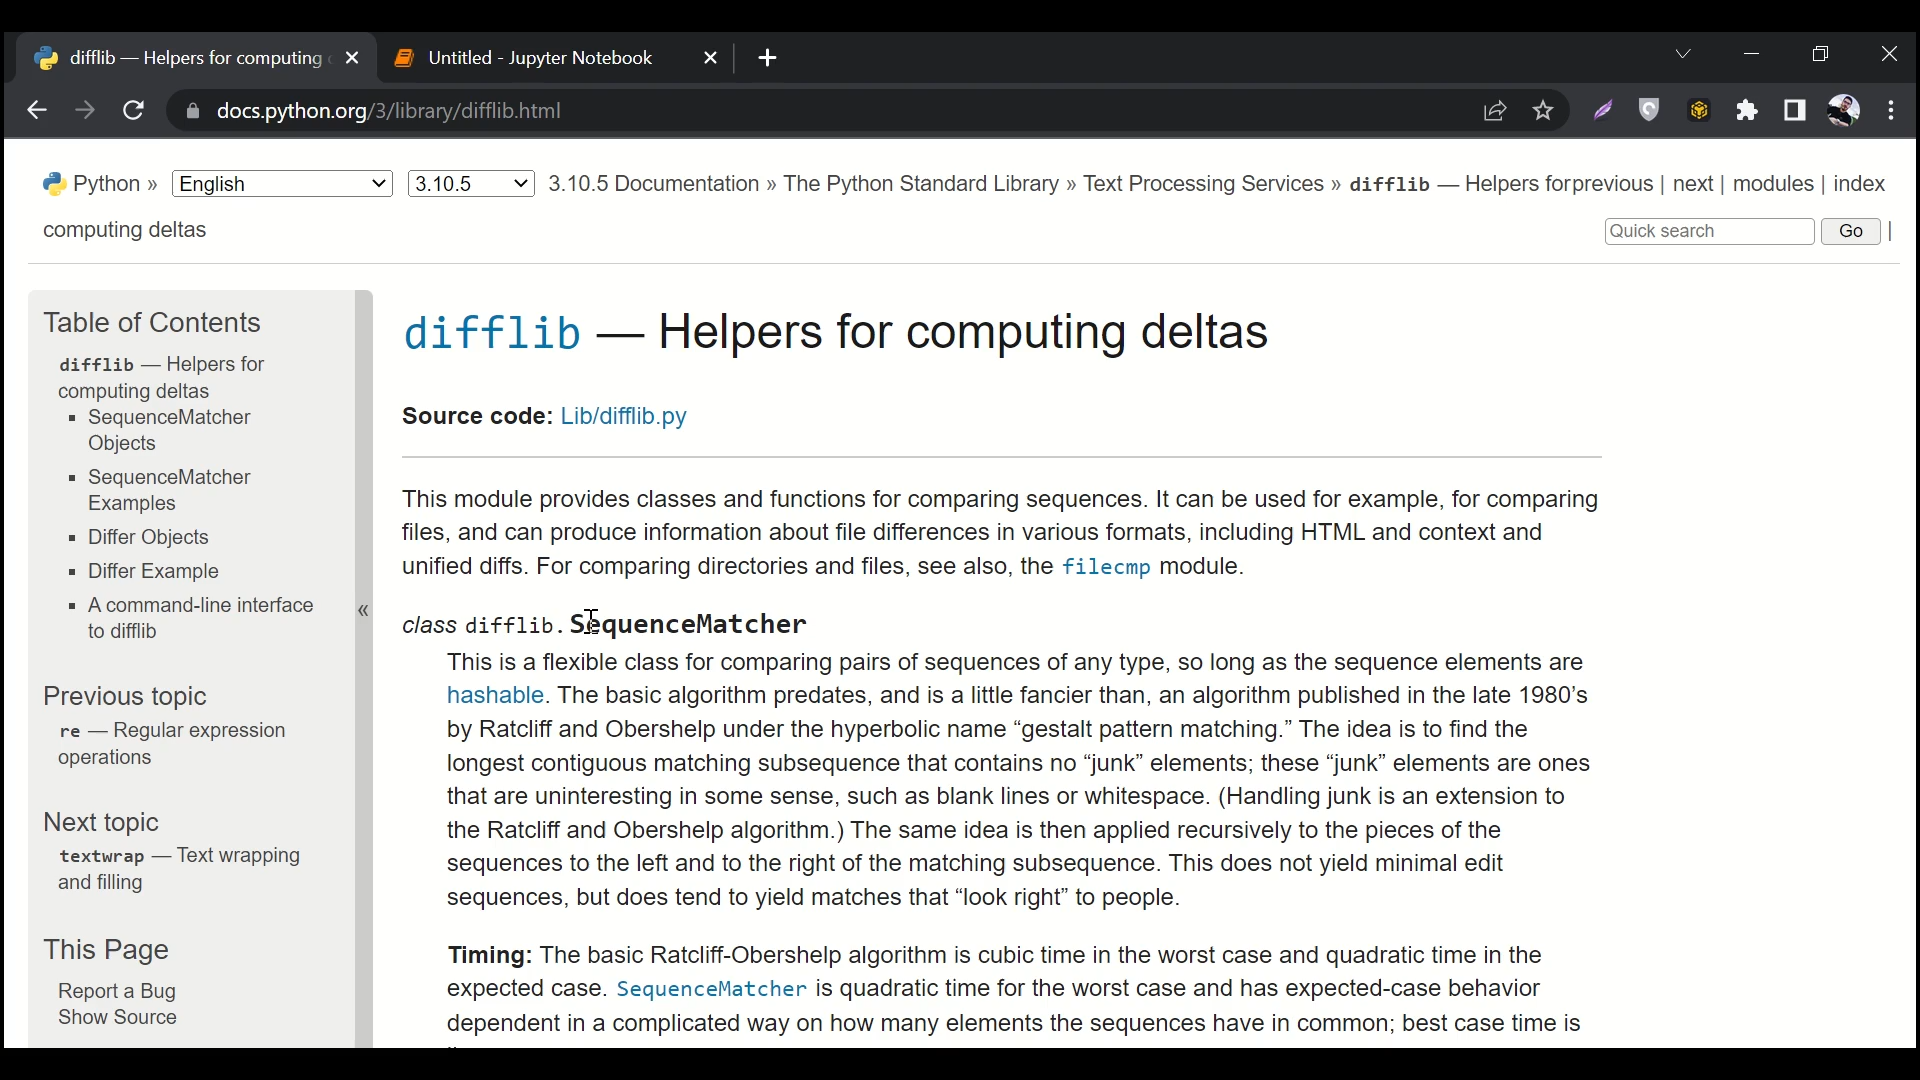 difflib — Helpers for computing
Untitled - Jupyter Notebook
docs.python.org/3/library/difflib.html
Python » English 3.10.5 3.10.5 Documentation » The Python Standard Library » Text Processing Services » difflib — Helpers for previous | next | modules | index
computing deltas
Quick search Go |
Table of Contents
difflib — Helpers for
computing deltas
▪ SequenceMatcher
Objects
▪ SequenceMatcher
Examples
▪ Differ Objects
▪ Differ Example
▪ A command-line interface
to difflib
Previous topic
re — Regular expression
operations
Next topic
textwrap — Text wrapping
and filling
This Page
Report a Bug
Show Source
«
difflib — Helpers for computing deltas
Source code: Lib/difflib.py
This module provides classes and functions for comparing sequences. It can be used for example, for comparing
files, and can produce information about file differences in various formats, including HTML and context and
unified diffs. For comparing directories and files, see also, the filecmp module.
class difflib.SequenceMatcher
This is a flexible class for comparing pairs of sequences of any type, so long as the sequence elements are
hashable. The basic algorithm predates, and is a little fancier than, an algorithm published in the late 1980’s
by Ratcliff and Obershelp under the hyperbolic name “gestalt pattern matching.” The idea is to find the
longest contiguous matching subsequence that contains no “junk” elements; these “junk” elements are ones
that are uninteresting in some sense, such as blank lines or whitespace. (Handling junk is an extension to
the Ratcliff and Obershelp algorithm.) The same idea is then applied recursively to the pieces of the
sequences to the left and to the right of the matching subsequence. This does not yield minimal edit
sequences, but does tend to yield matches that “look right” to people.
Timing: The basic Ratcliff-Obershelp algorithm is cubic time in the worst case and quadratic time in the
expected case. SequenceMatcher is quadratic time for the worst case and has expected-case behavior
dependent in a complicated way on how many elements the sequences have in common; best case time is